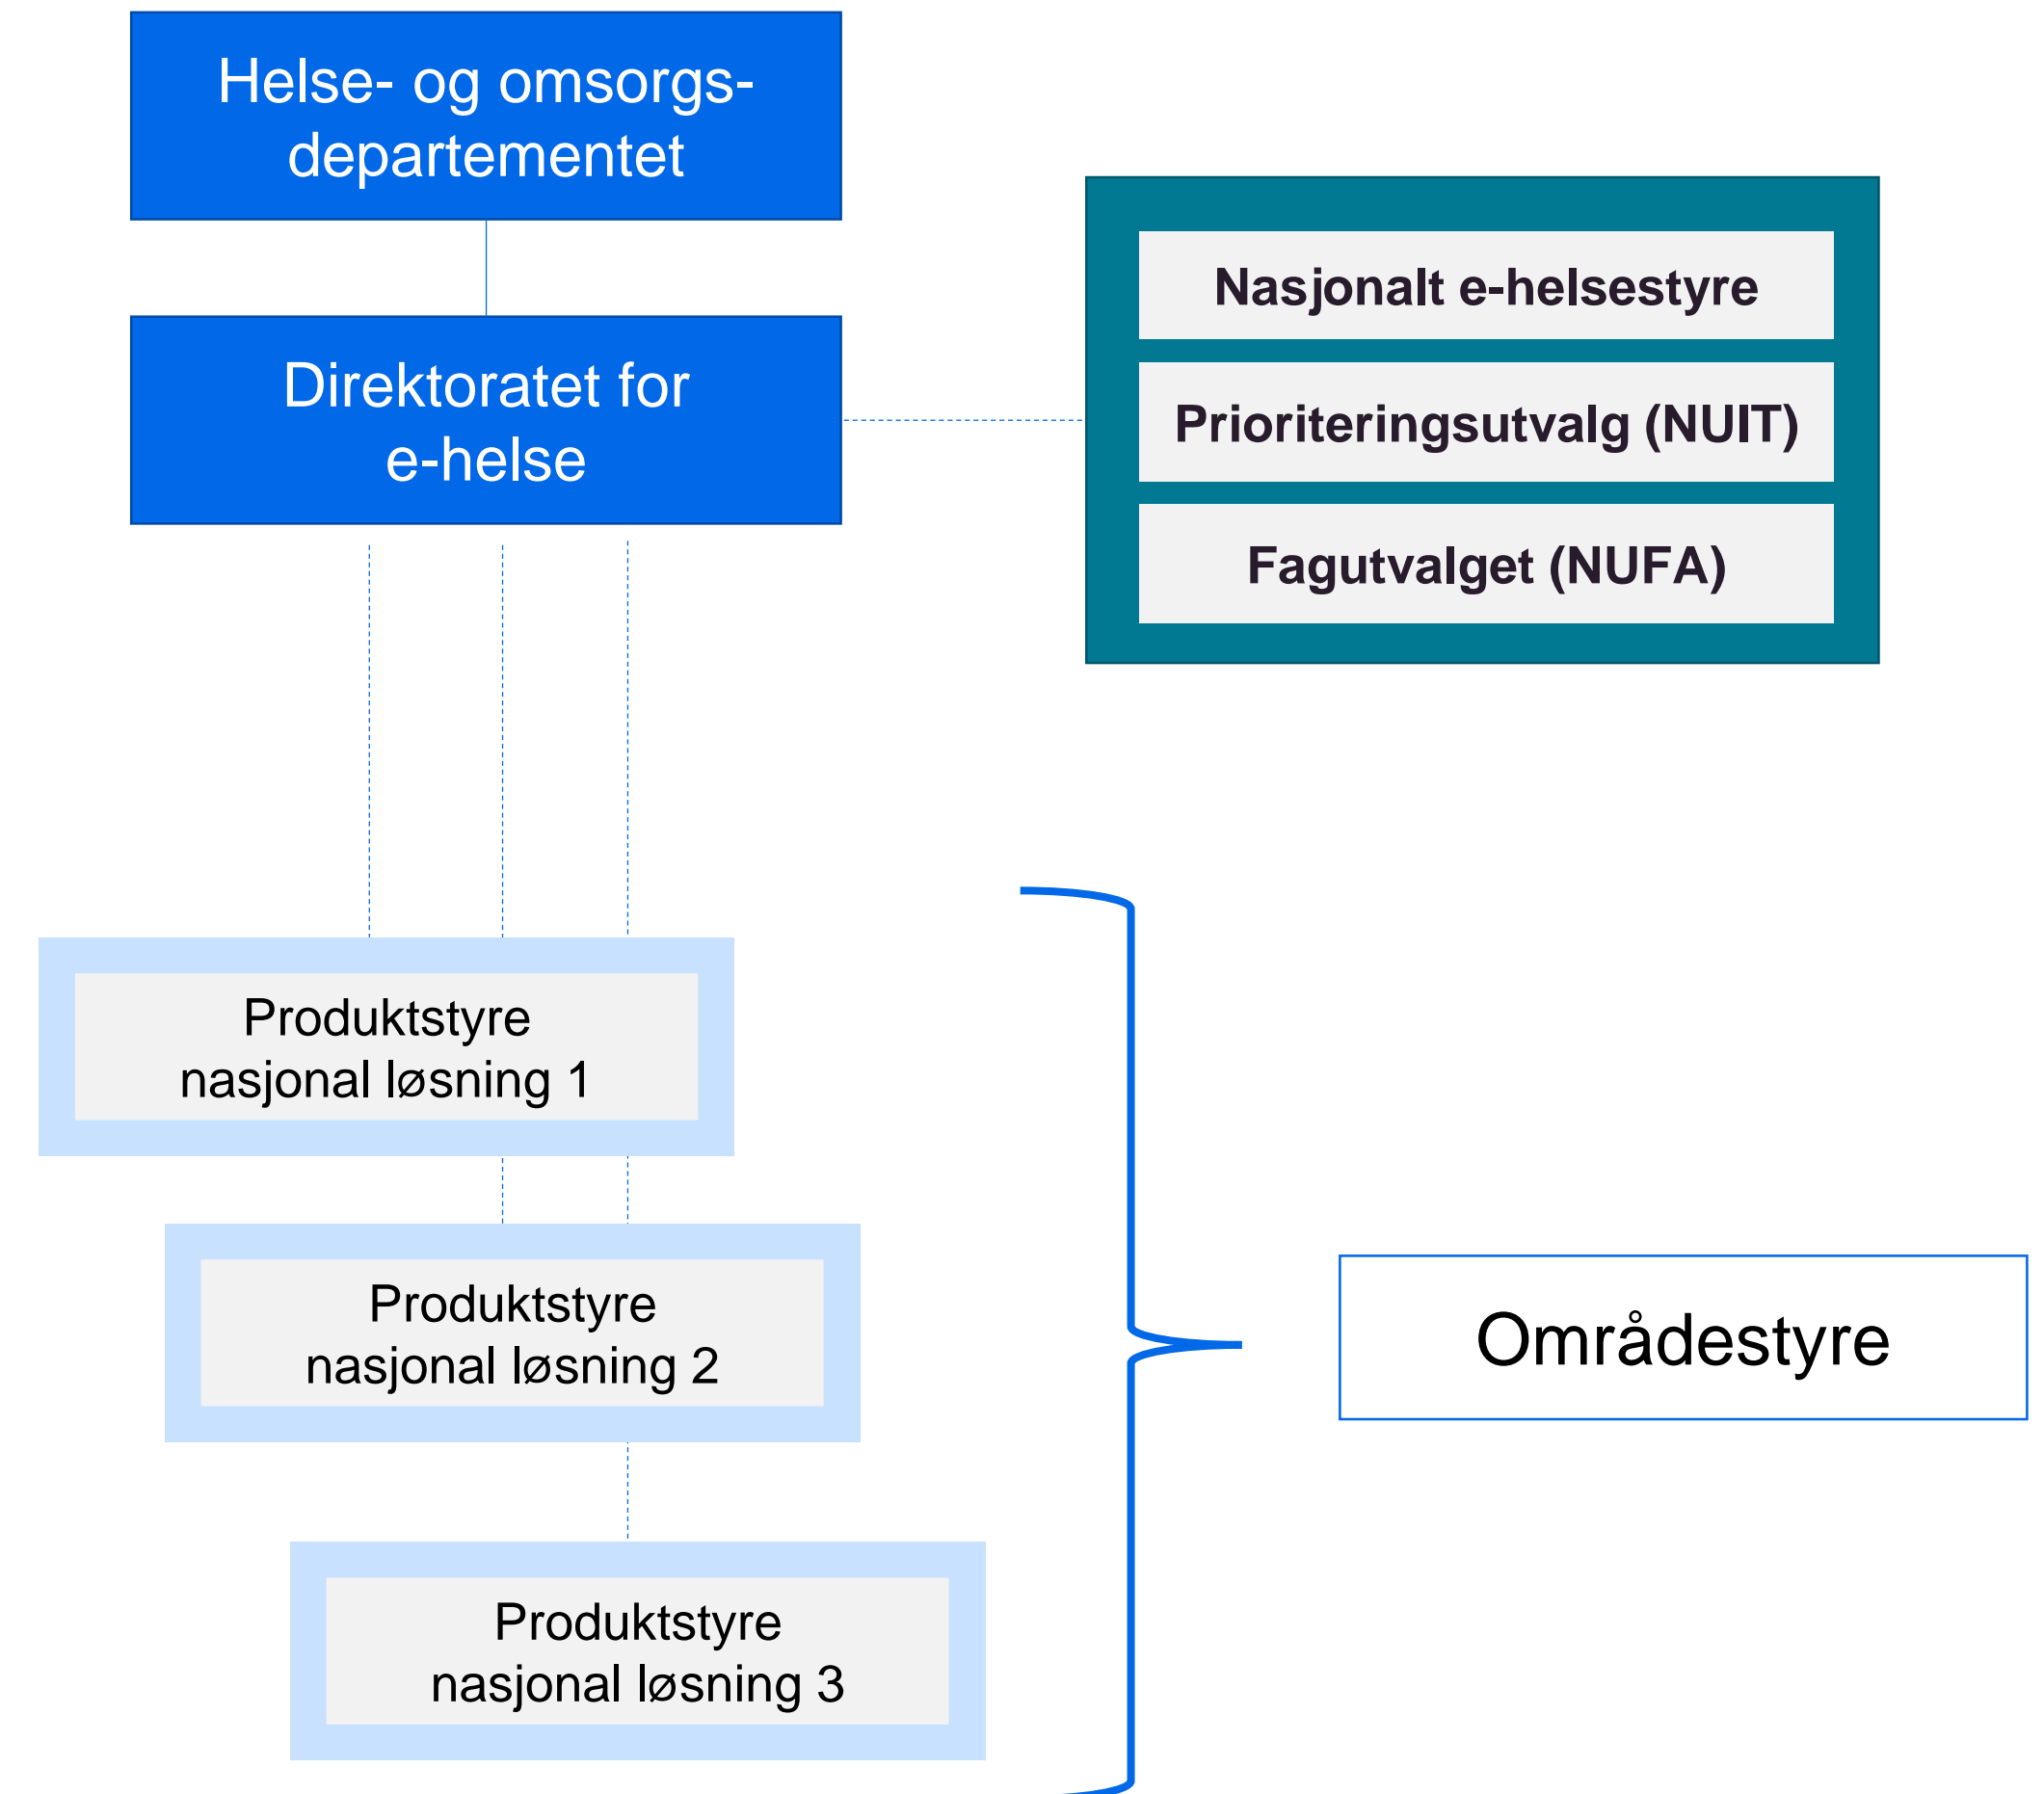 Helse- og omsorgs-
departementet
Direktoratet for
e-helse
Nasjonalt e-helsestyre
Prioriteringsutvalg (NUIT)
Fagutvalget (NUFA)
Produktstyre
nasjonal løsning 1
Produktstyre
nasjonal løsning 2
Produktstyre
nasjonal løsning 3
Områdestyre